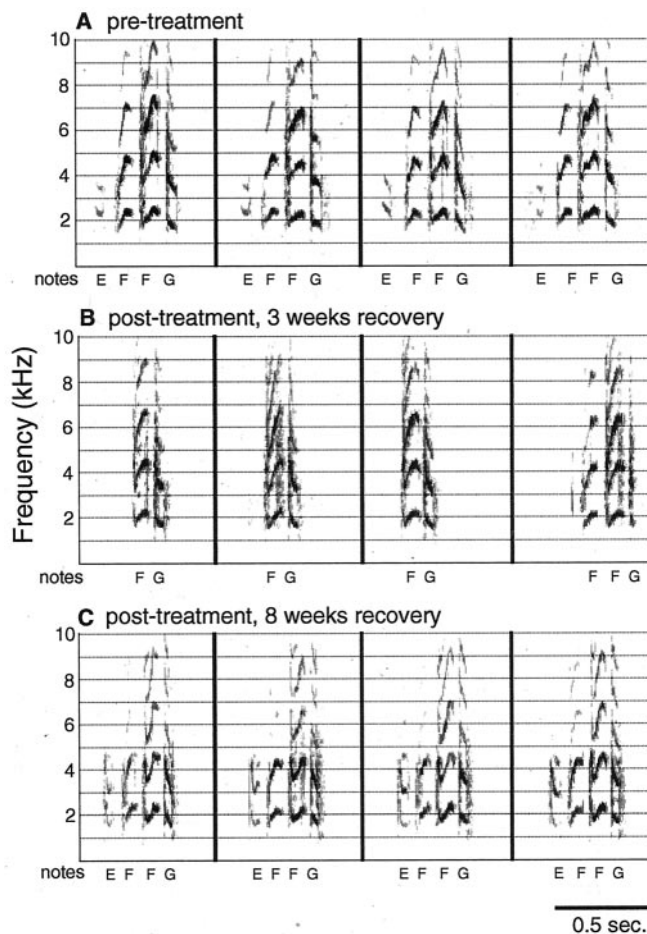 A pre-treatment
10
8
6
4
2
notes E F F G E F F G E F F G E F F G
B post-treatment, 3 weeks recovery
10
8
6
4
2
Frequency (kHz)
notes F G F G F G F F G
C post-treatment, 8 weeks recovery
10
8
6
4
2
notes E F F G E F F G E F F G E F F G
0.5 sec.